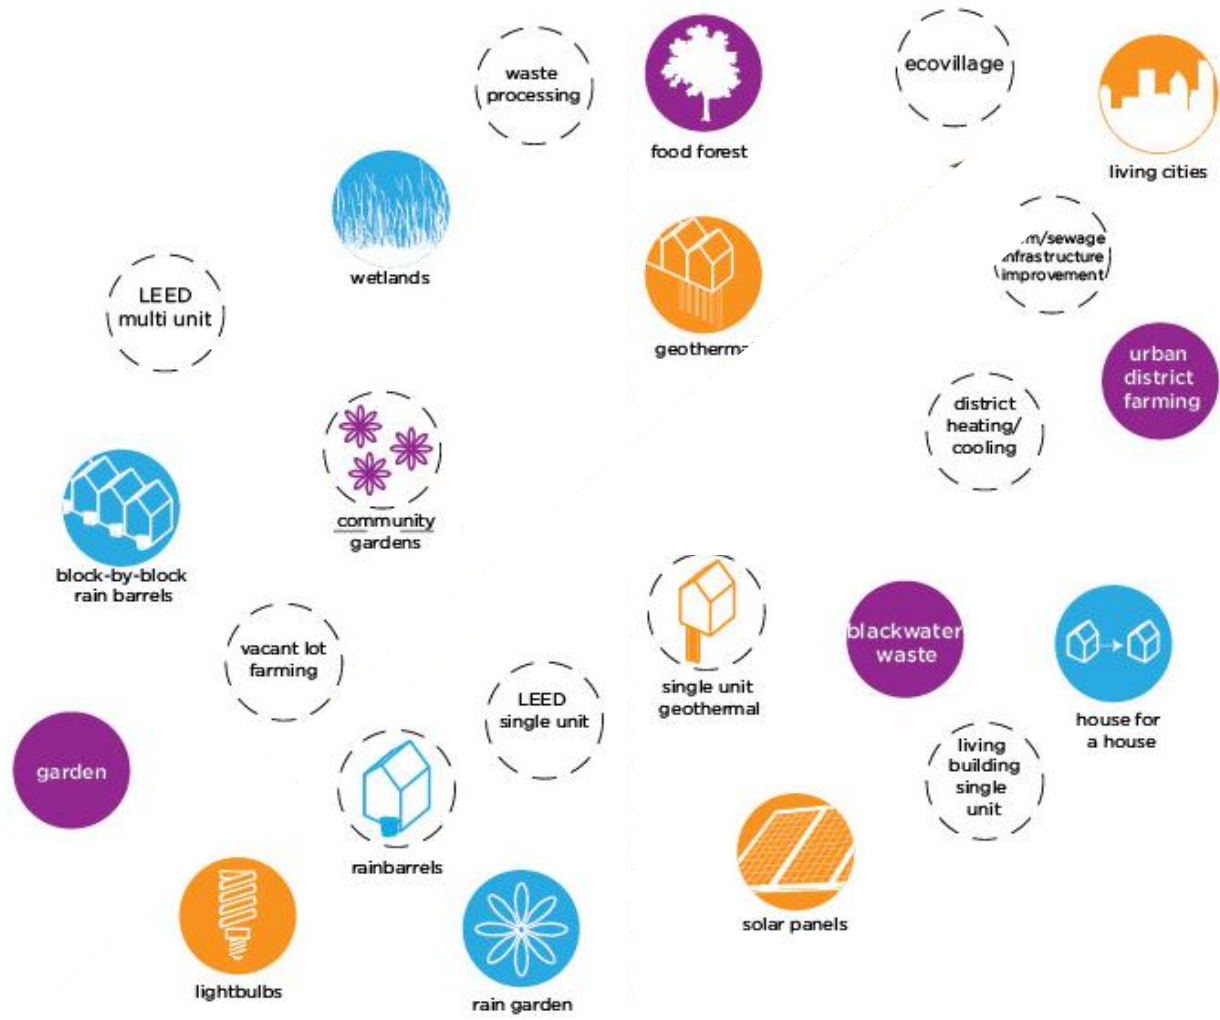 waste
processing
food forest
ecovillage
living cities
wetlands
LEED
multi unit
m/sewage
nfrastructure
improvement
geotherma
urban
district
farming
district
heating/
cooling
community
gardens
block-by-block
rain barrels
vacant lot
farming
LEED
single unit
single unit
geothermal
blackwater
waste
house for
a house
garden
living
building
single
unit
rainbarrels
solar panels
lightbulbs
rain garden